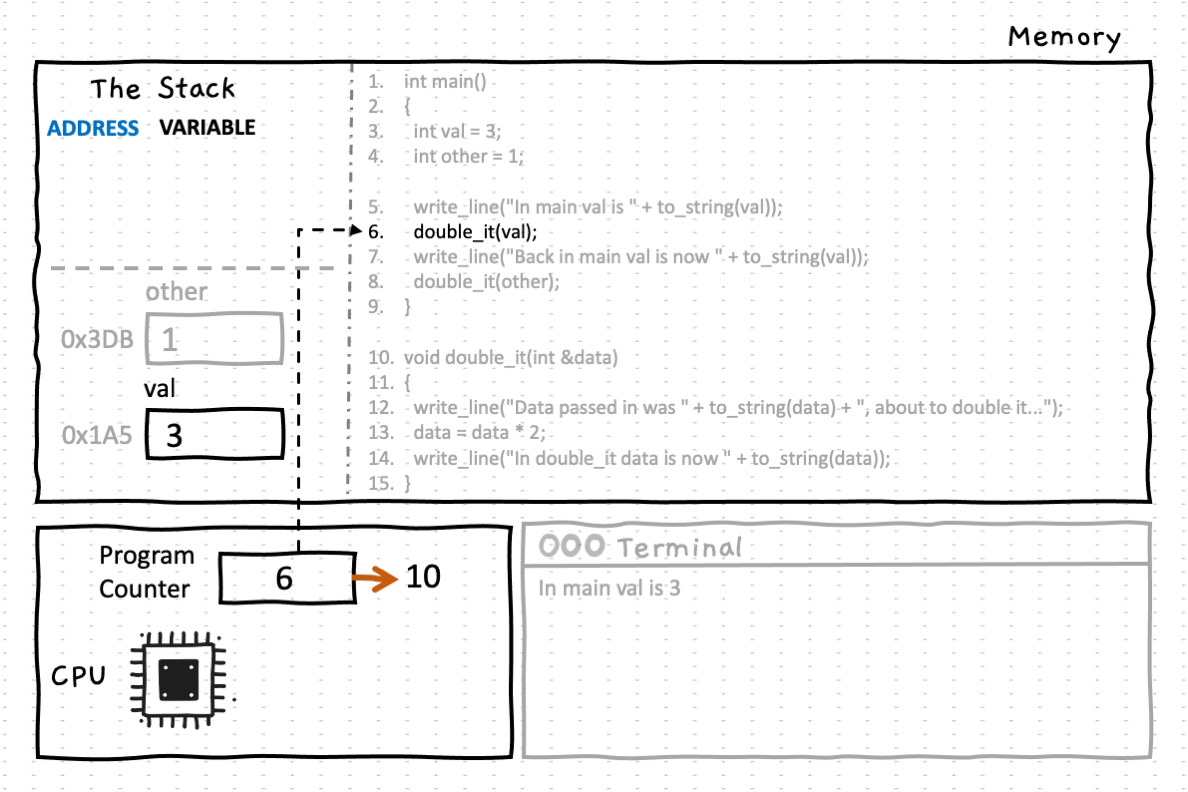 Memory
The Stack
ADDRESS VARIABLE
other
0x3DB 1
val
0x1A5 3
1. int main()
2. {
3. int val = 3;
4. int other = 1;
5. write_line("In main val is " + to_string(val));
6. double_it(val);
7. write_line("Back in main val is now " + to_string(val));
8. double_it(other);
9. }
10. void double_it(int &data)
11. {
12. write_line("Data passed in was " + to_string(data) + ", about to double it...");
13. data = data * 2;
14. write_line("In double_it data is now " + to_string(data));
15. }
Program
Counter
6 10
CPU
Terminal
In main val is 3